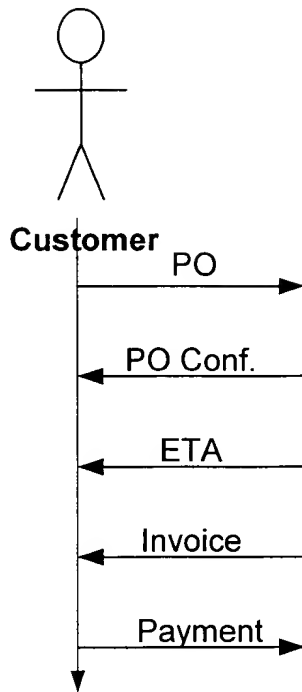 Customer
PO
PO Conf.
ETA
Invoice
Payment